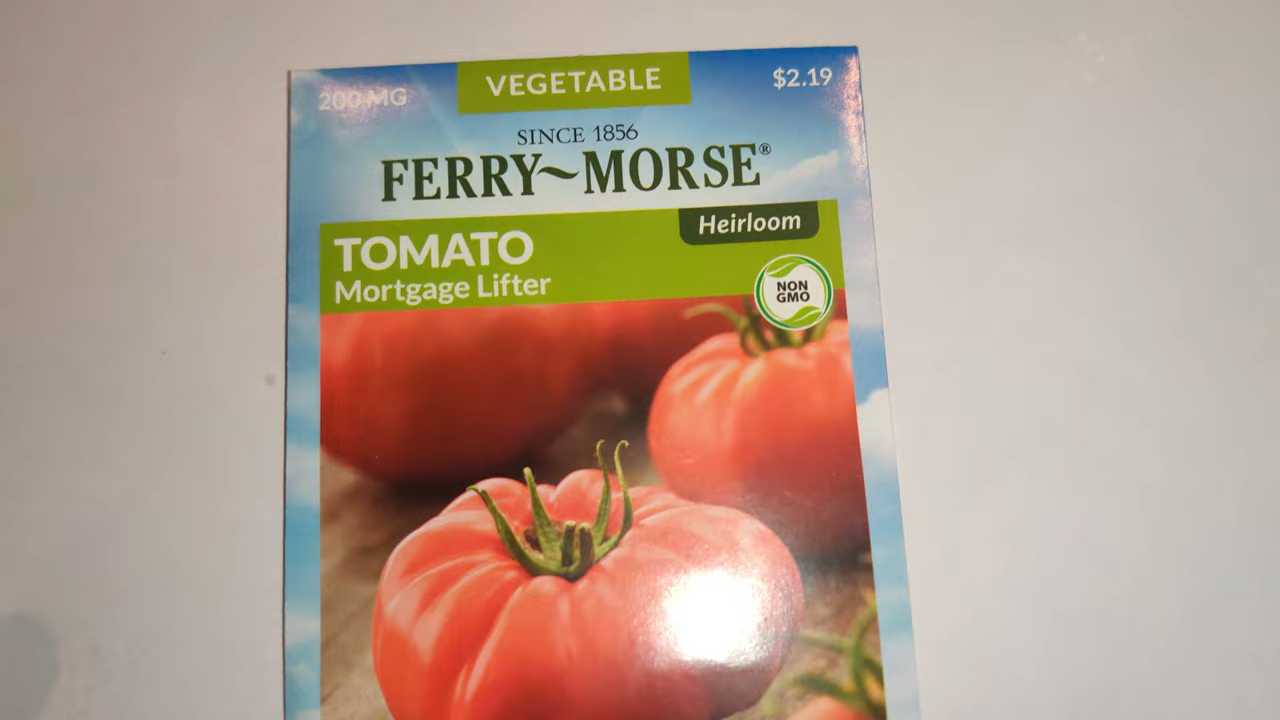 200 MG
VEGETABLE
$2.19
SINCE 1856
FERRY~MORSE®
Heirloom
TOMATO
Mortgage Lifter
NON
GMO